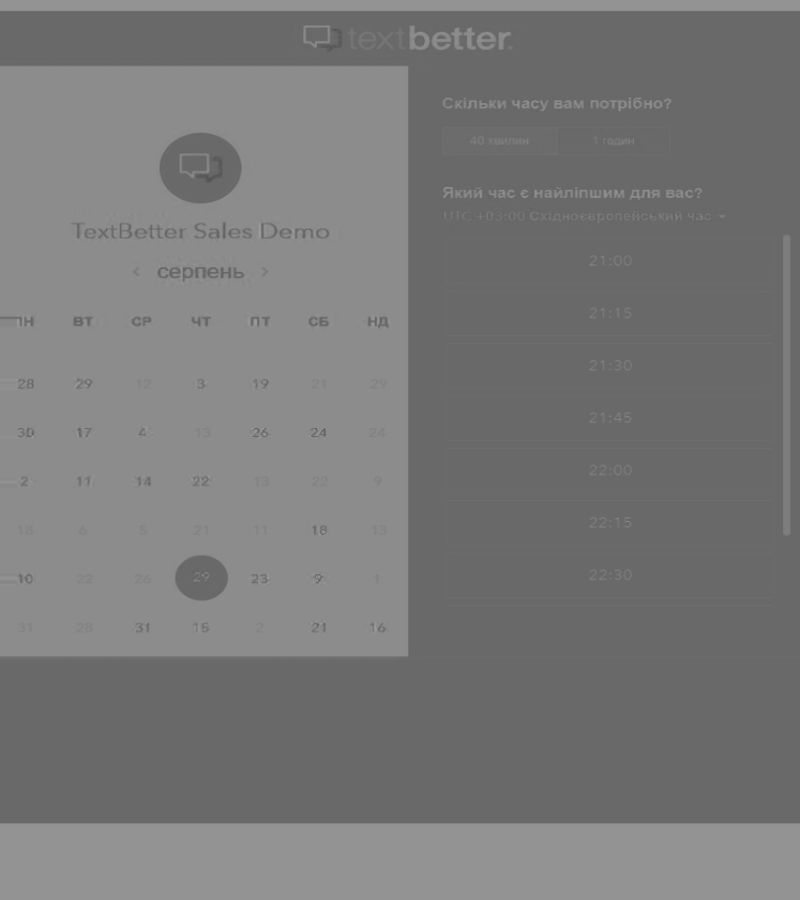 textbetter.
TextBetter Sales Demo
‹ серпень ›
ПН ВТ СР ЧТ ПТ СБ НД
28 29 12 3 19 21 29
30 17 4 13 26 24 24
2 11 14 22 13 22 9
18 6 5 21 11 18 13
10 22 26 29 23 9 1
31 28 31 15 2 21 16
Скільки часу вам потрібно?
40 хвилин 1 годин
Який час є найліпшим для вас?
UTC +03:00 Східноєвропейський час
21:00
21:15
21:30
21:45
22:00
22:15
22:30